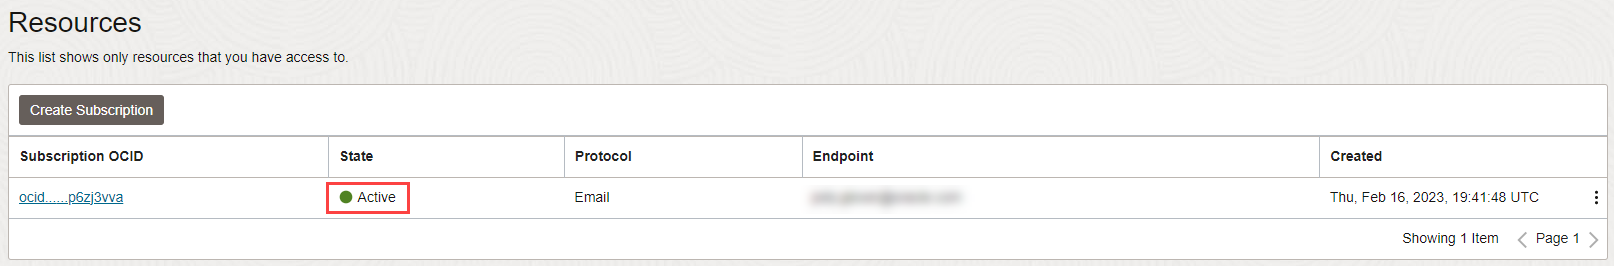 Resources
This list shows only resources that you have access to.
Create Subscription
Subscription OCID State Protocol Endpoint Created
ocid......p6zj3vva Active Email Thu, Feb 16, 2023, 19:41:48 UTC
Showing 1 Item Page 1